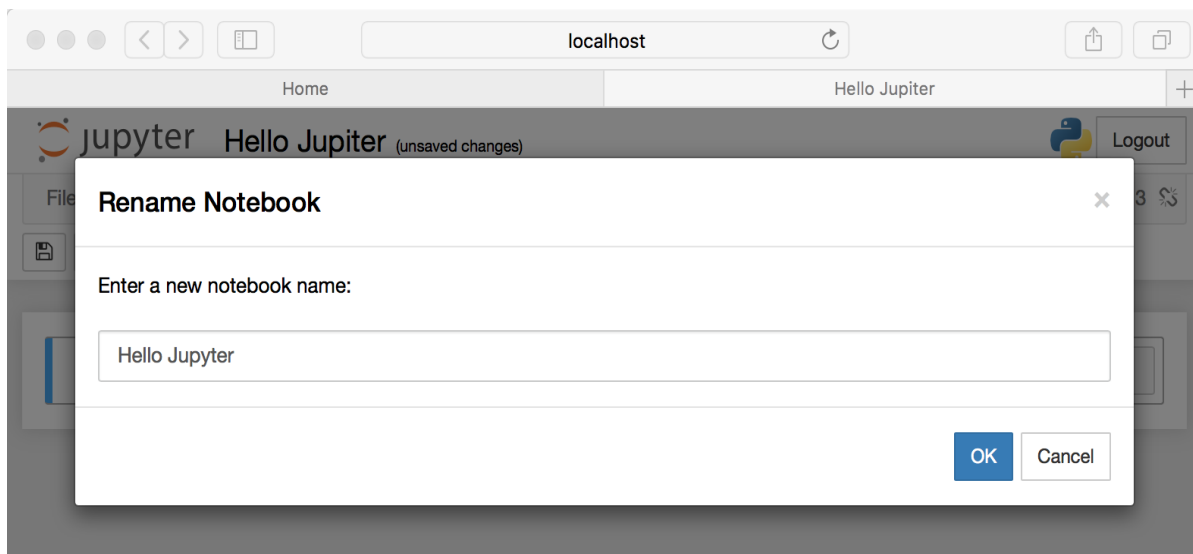 localhost
Home Hello Jupiter
jupyter Hello Jupiter (unsaved changes) Logout
File 3
Rename Notebook ×
Enter a new notebook name:
Hello Jupyter
OK Cancel